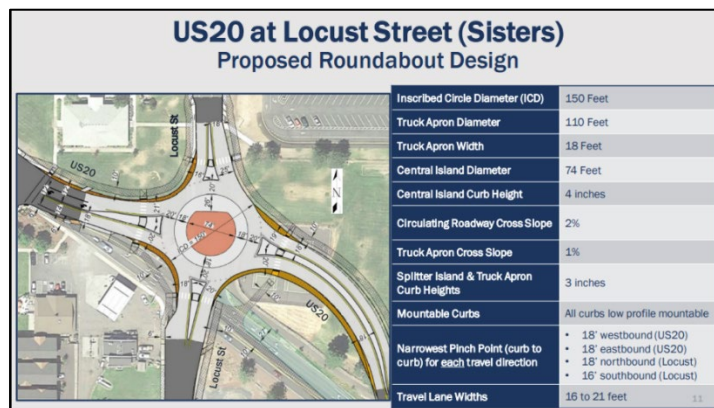 US20 at Locust Street (Sisters)
Proposed Roundabout Design
Inscribed Circle Diameter (ICD)
150 Feet
Truck Apron Diameter
110 Feet
Truck Apron Width
18 Feet
Central Island Diameter
74 Feet
Central Island Curb Height
4 inches
Circulating Roadway Cross Slope
2%
Truck Apron Cross Slope
1%
Splitter Island & Truck Apron
Curb Heights
3 inches
Mountable Curbs
All curbs low profile mountable
Narrowest Pinch Point (curb to
curb) for each travel direction
• 18' westbound (US20)
• 18' eastbound (US20)
• 18' northbound (Locust)
• 16' southbound (Locust)
Travel Lane Widths
16 to 21 feet
11
Locust St
US20
N
US20
Locust St